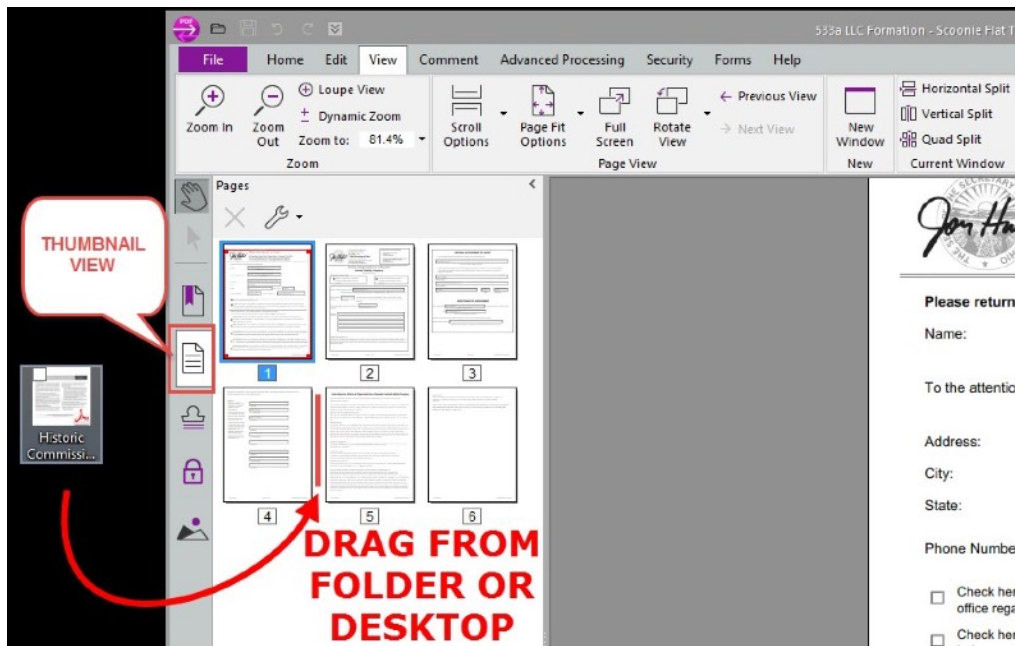 PDF
533a LLC Formation - Scoonie Flat T
File Home Edit View Comment Advanced Processing Security Forms Help
Zoom In
Zoom Out
Loupe View
Dynamic Zoom
Zoom to: 81.4%
Zoom
Scroll Options
Page Fit Options
Full Screen
Rotate View
Previous View
Next View
Page View
New Window
New
Horizontal Split
Vertical Split
Quad Split
Current Window
Pages
THUMBNAIL
VIEW
1 2 3
4 5 6
Historic
Commissi...
DRAG FROM
FOLDER OR
DESKTOP
Please return
Name:
To the attentio
Address:
City:
State:
Phone Numbe
Check her
office rega
Check her